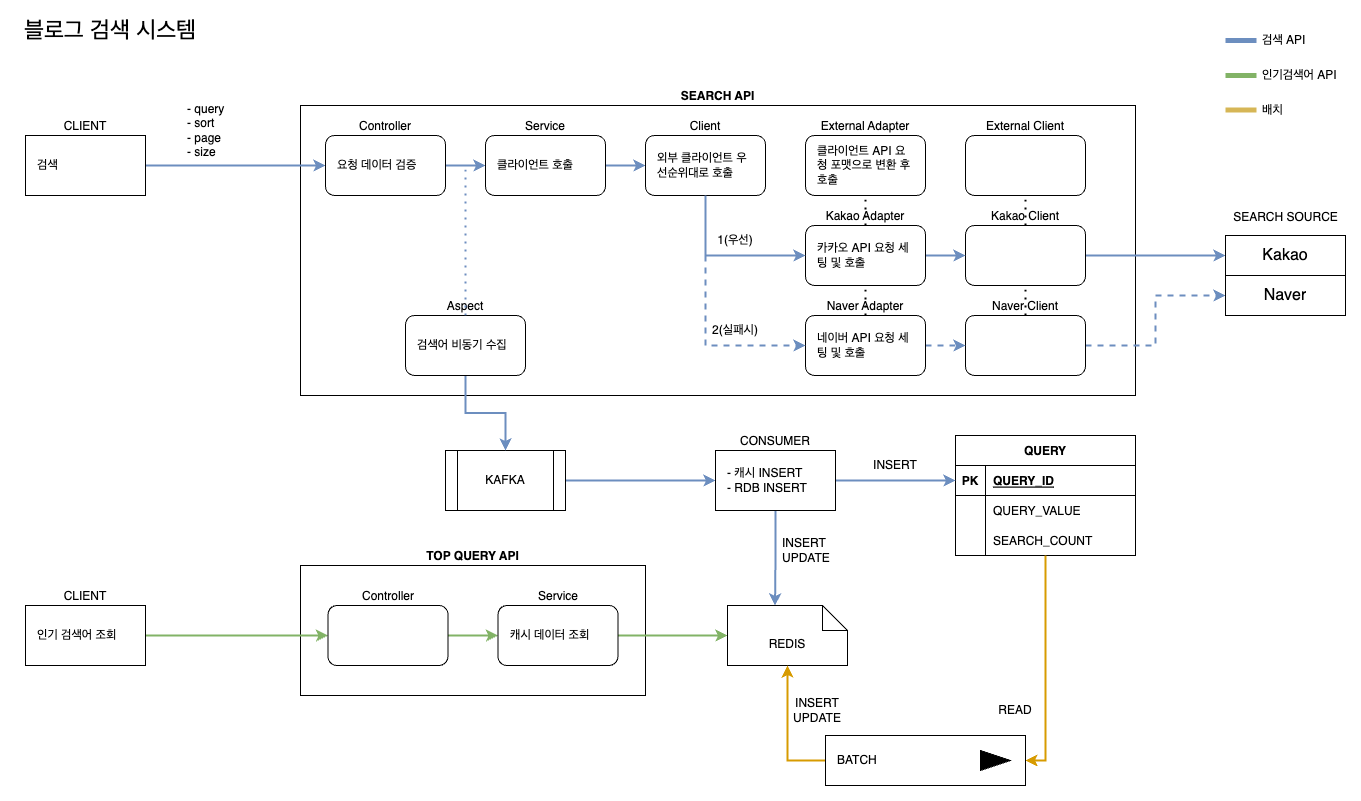 블로그 검색 시스템
검색 API
인기검색어 API
배치
SEARCH API
- query
- sort
- page
- size
CLIENT
검색
Controller
요청 데이터 검증
Service
클라이언트 호출
Client
외부 클라이언트 우
선순위대로 호출
External Adapter
클라이언트 API 요
청 포맷으로 변환 후
호출
External Client
1(우선)
Kakao Adapter
카카오 API 요청 세
팅 및 호출
Kakao Client
SEARCH SOURCE
Kakao
Naver
2(실패시)
Naver Adapter
네이버 API 요청 세
팅 및 호출
Naver Client
Aspect
검색어 비동기 수집
KAFKA
CONSUMER
- 캐시 INSERT
- RDB INSERT
INSERT
QUERY
PK
QUERY_ID
QUERY_VALUE
SEARCH_COUNT
INSERT
UPDATE
TOP QUERY API
CLIENT
인기 검색어 조회
Controller
Service
캐시 데이터 조회
REDIS
INSERT
UPDATE
READ
BATCH